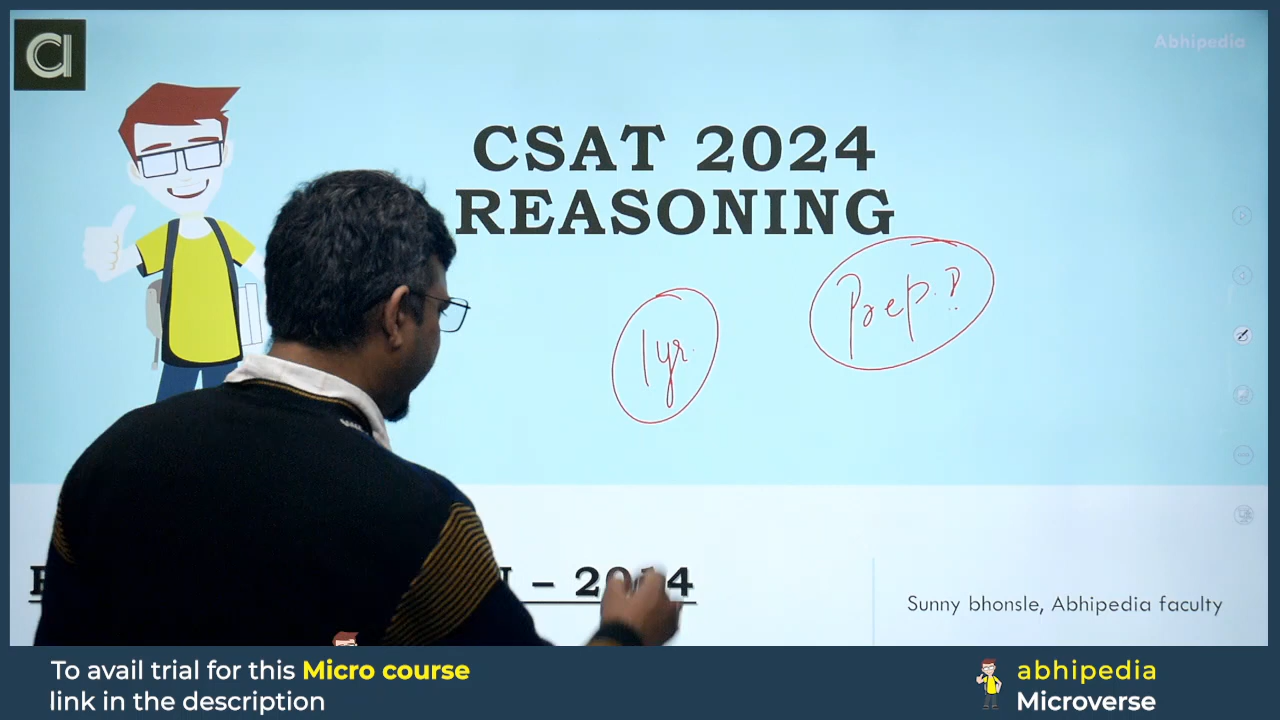 Abhipedia
CSAT 2024
REASONING
Prep.?
1yr.
– 2014
Sunny bhonsle, Abhipedia faculty
To avail trial for this Micro course
link in the description
abhipedia
Microverse